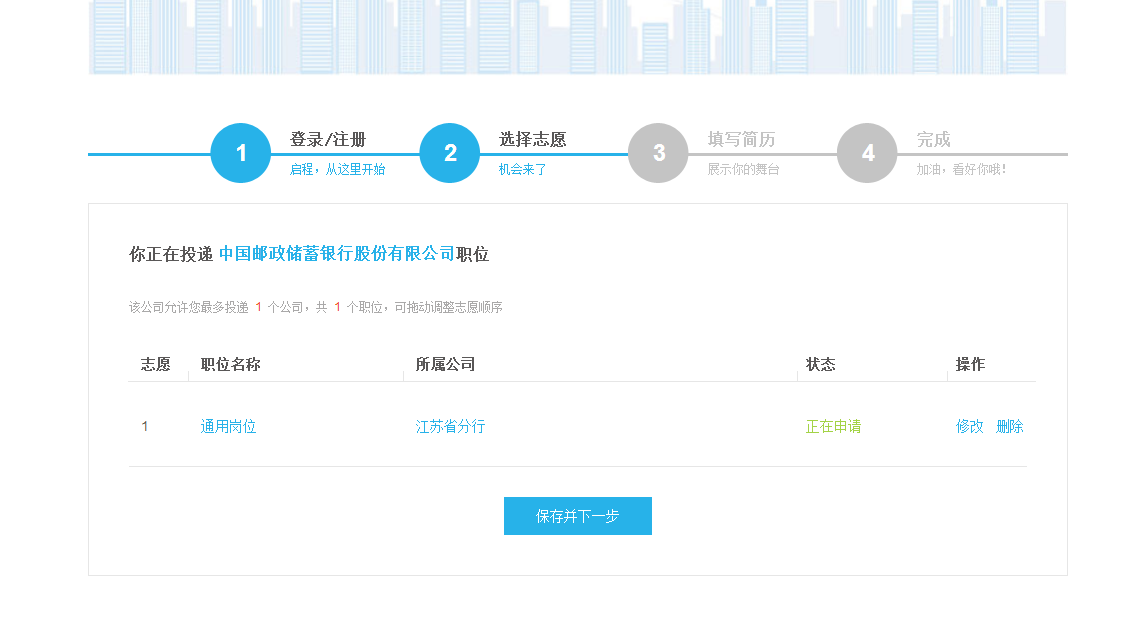 1 登录/注册 2 选择志愿 3 填写简历 4 完成
启程，从这里开始 机会来了 展示你的舞台 加油，看好你哦！
你正在投递 中国邮政储蓄银行股份有限公司职位
该公司允许您最多投递 1 个公司，共 1 个职位，可拖动调整志愿顺序
志愿 职位名称 所属公司 状态 操作
1 通用岗位 江苏省分行 正在申请 修改 删除
保存并下一步